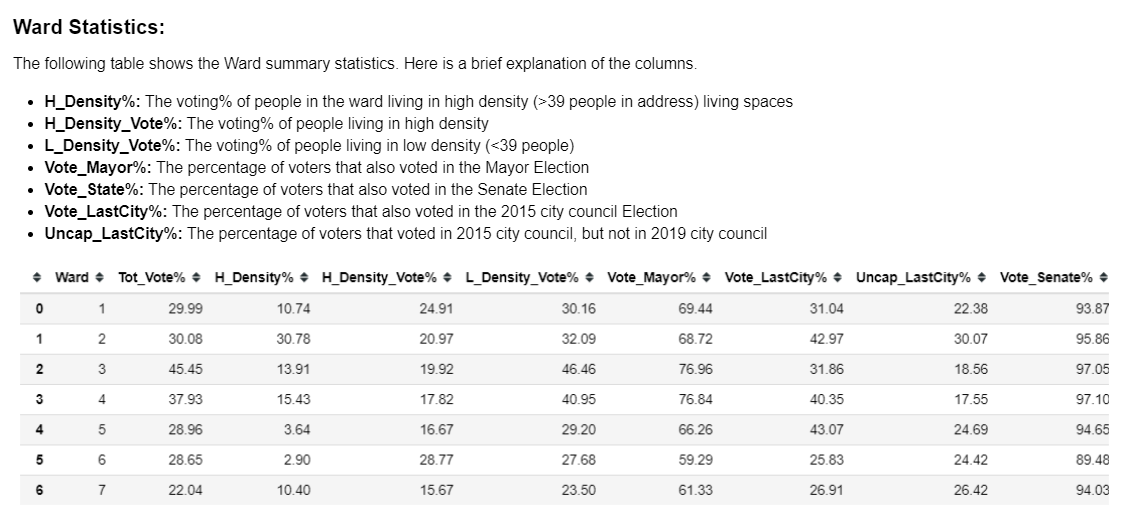 Ward Statistics:
The following table shows the Ward summary statistics. Here is a brief explanation of the columns.
• H_Density%: The voting% of people in the ward living in high density (>39 people in address) living spaces
• H_Density_Vote%: The voting% of people living in high density
• L_Density_Vote%: The voting% of people living in low density (<39 people)
• Vote_Mayor%: The percentage of voters that also voted in the Mayor Election
• Vote_State%: The percentage of voters that also voted in the Senate Election
• Vote_LastCity%: The percentage of voters that also voted in the 2015 city council Election
• Uncap_LastCity%: The percentage of voters that voted in 2015 city council, but not in 2019 city council
Ward Tot_Vote% H_Density% H_Density_Vote% L_Density_Vote% Vote_Mayor% Vote_LastCity% Uncap_LastCity% Vote_Senate%
0 1 29.99 10.74 24.91 30.16 69.44 31.04 22.38 93.87
1 2 30.08 30.78 20.97 32.09 68.72 42.97 30.07 95.86
2 3 45.45 13.91 19.92 46.46 76.96 31.86 18.56 97.05
3 4 37.93 15.43 17.82 40.95 76.84 40.35 17.55 97.10
4 5 28.96 3.64 16.67 29.20 66.26 43.07 24.69 94.65
5 6 28.65 2.90 28.77 27.68 59.29 25.83 24.42 89.48
6 7 22.04 10.40 15.67 23.50 61.33 26.91 26.42 94.03